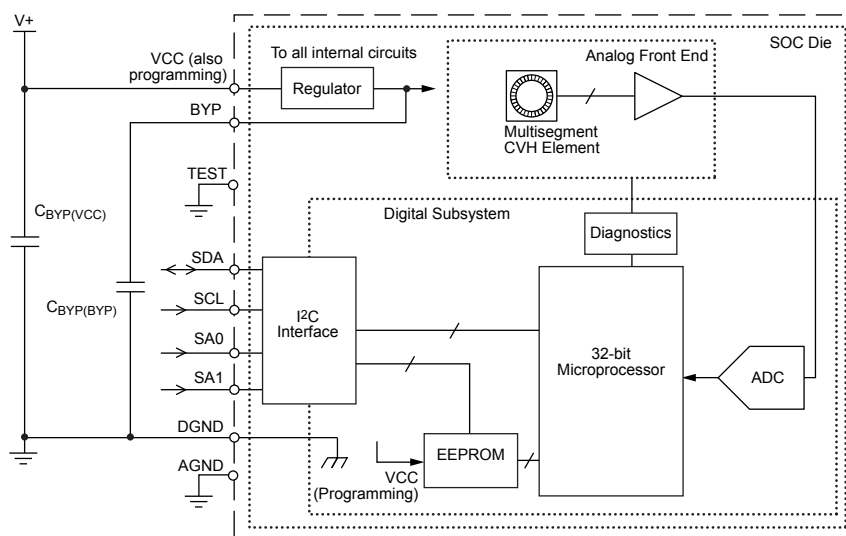 V+
SOC Die
VCC (also
programming)
To all internal circuits
Analog Front End
Regulator
BYP
Multisegment
CVH Element
TEST
CBYP(VCC)
Digital Subsystem
Diagnostics
SDA
CBYP(BYP)
SCL
I2C
Interface
SA0
32-bit
Microprocessor
ADC
SA1
DGND
EEPROM
AGND
VCC
(Programming)